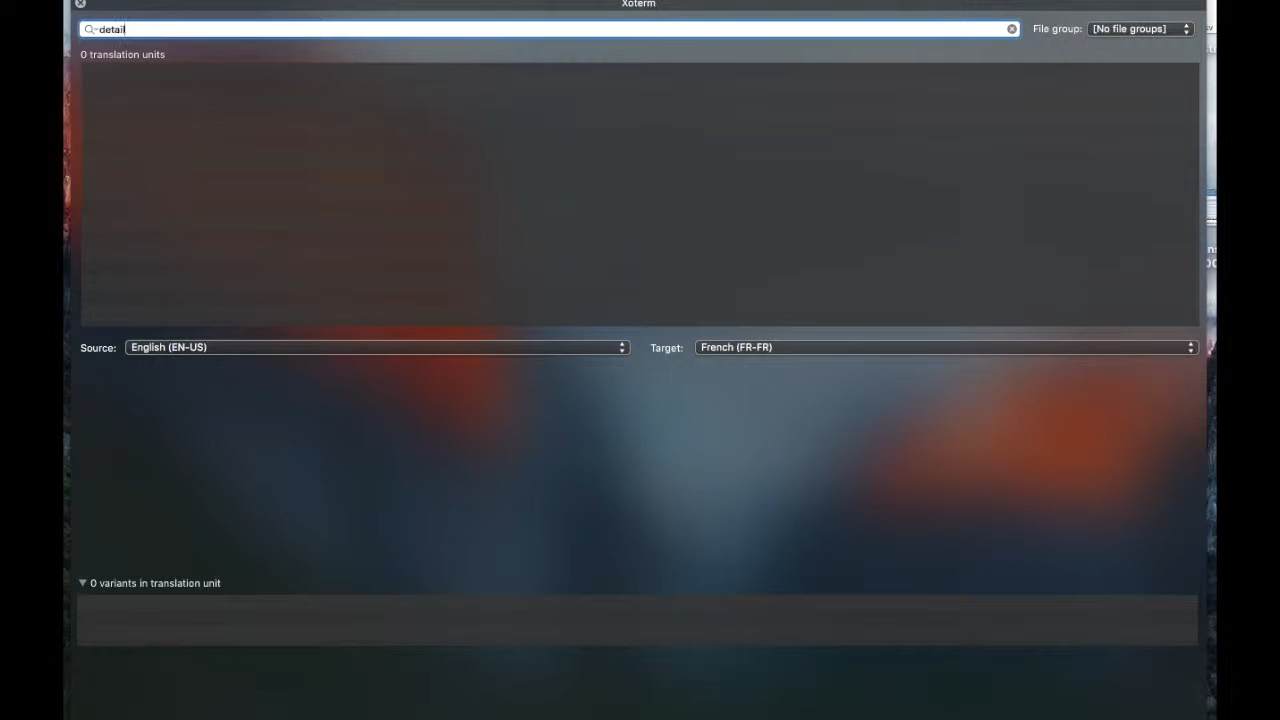 Xoterm
detail
File group: [No file groups]
0 translation units
Source: English (EN-US) Target: French (FR-FR)
0 variants in translation unit